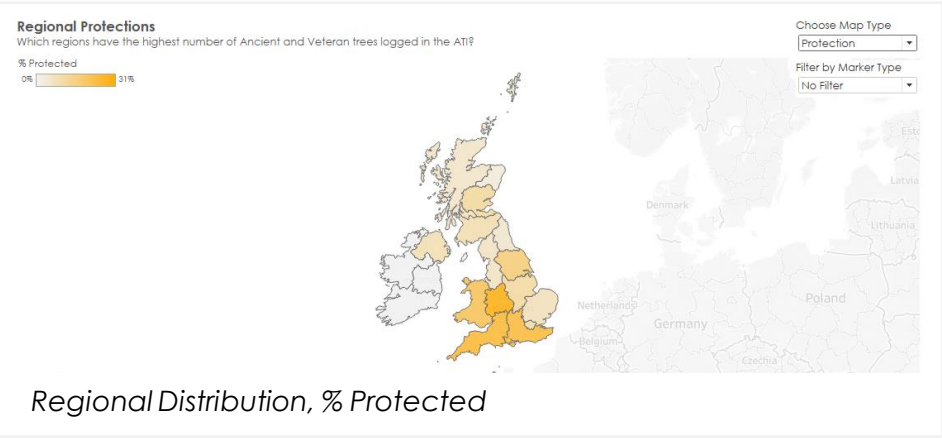 Regional Protections
Which regions have the highest number of Ancient and Veteran trees logged in the ATI?
% Protected
0% 31%
Choose Map Type
Protection
Filter by Marker Type
No Filter
Denmark
Latvia
Lithuania
Netherlands
Poland
Germany
Belgium
Czechia
Regional Distribution, % Protected